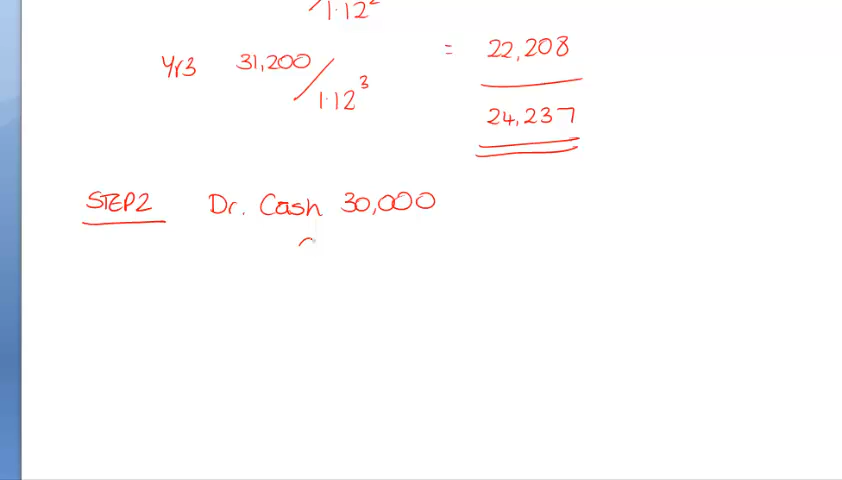 /1.12²
Yr3 31,200/1.12³ = 22,208
24,237
STEP2 Dr. Cash 30,000